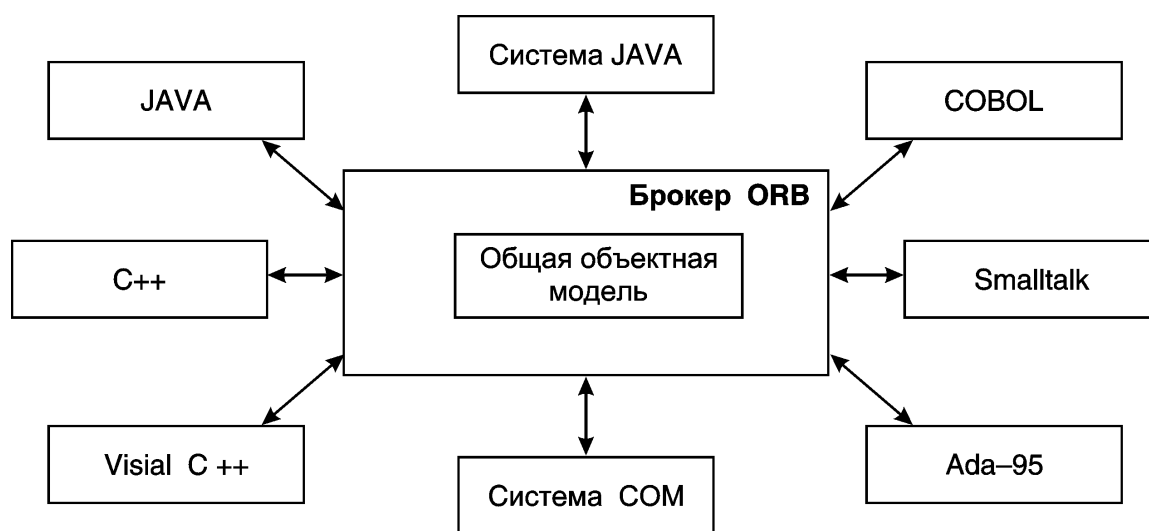 Система JAVA
JAVA
COBOL
Брокер ORB
Общая объектная
модель
C++
Smalltalk
Visial C ++
Система COM
Ada–95